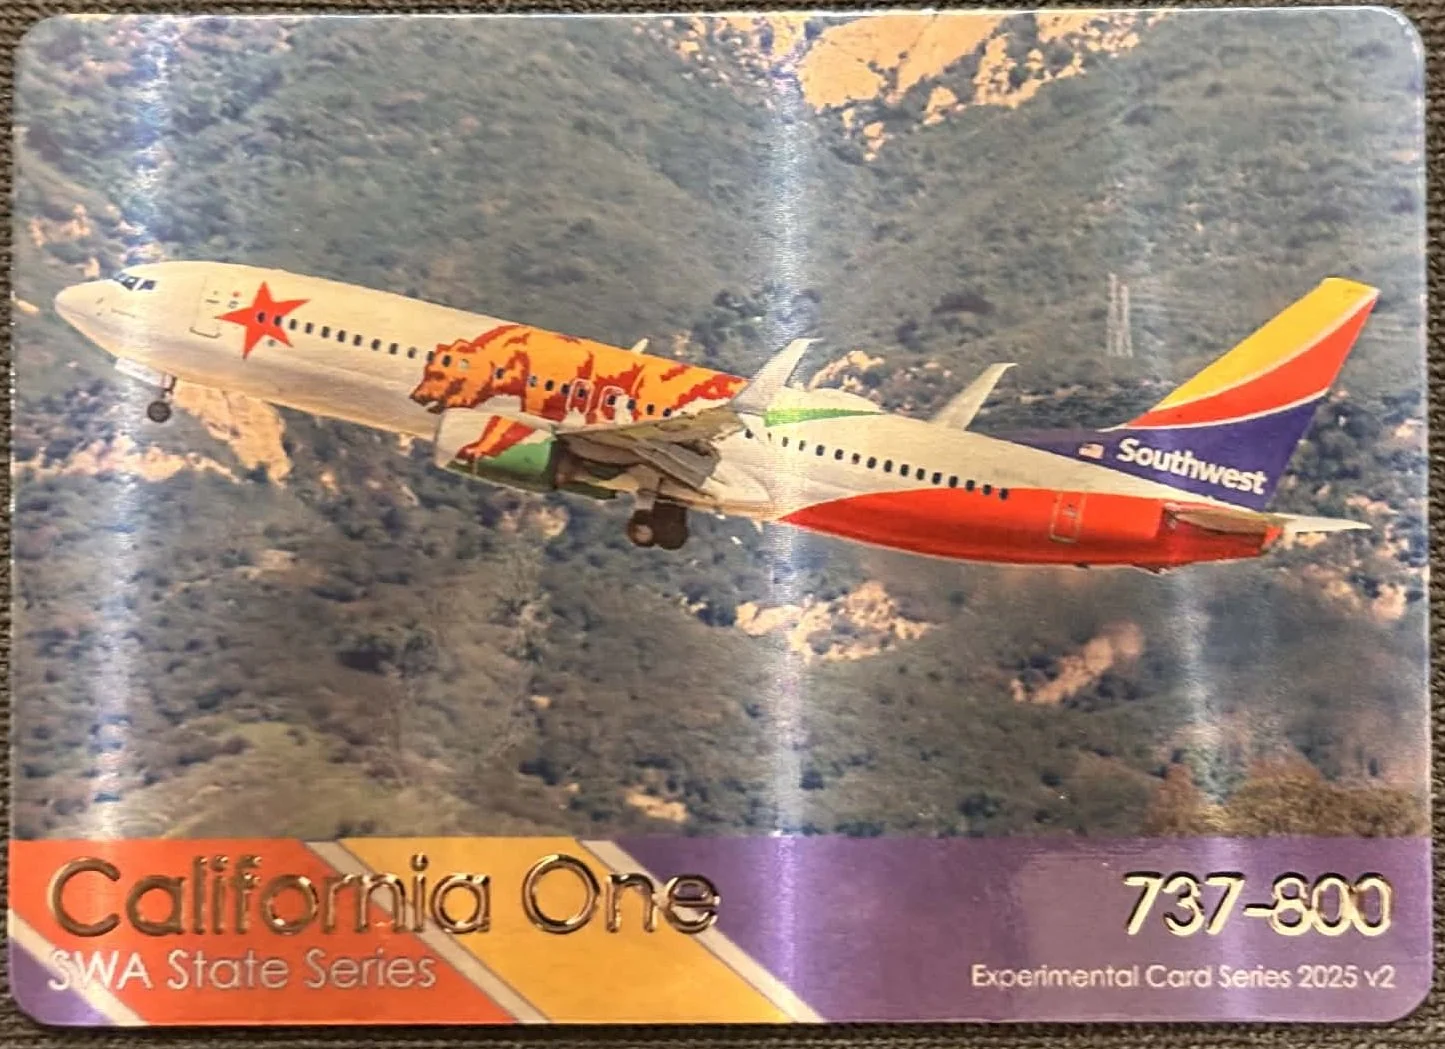 Southwest
California One
737-800
SWA State Series
Experimental Card Series 2025 v2